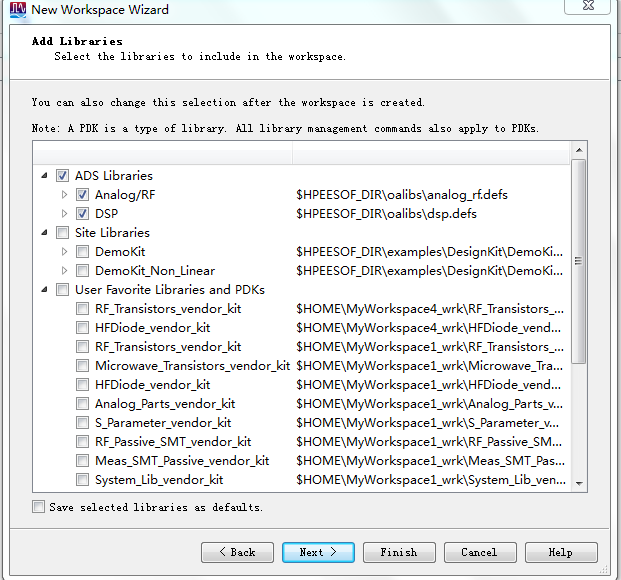 New Workspace Wizard
Add Libraries
Select the libraries to include in the workspace.
You can also change this selection after the workspace is created.
Note: A PDK is a type of library. All library management commands also apply to PDKs.
ADS Libraries
Analog/RF $HPEESOF_DIR\oalibs\analog_rf.defs
DSP $HPEESOF_DIR\oalibs\dsp.defs
Site Libraries
DemoKit $HPEESOF_DIR\examples\DesignKit\DemoKi...
DemoKit_Non_Linear $HPEESOF_DIR\examples\DesignKit\DemoKi...
User Favorite Libraries and PDKs
RF_Transistors_vendor_kit $HOME\MyWorkspace4_wrk\RF_Transistors_...
HFDiode_vendor_kit $HOME\MyWorkspace4_wrk\HFDiode_vend...
RF_Transistors_vendor_kit $HOME\MyWorkspace1_wrk\RF_Transistors_...
Microwave_Transistors_vendor_kit $HOME\MyWorkspace1_wrk\Microwave_Tra...
HFDiode_vendor_kit $HOME\MyWorkspace1_wrk\HFDiode_vend...
Analog_Parts_vendor_kit $HOME\MyWorkspace1_wrk\Analog_Parts_v...
S_Parameter_vendor_kit $HOME\MyWorkspace1_wrk\S_Parameter_v...
RF_Passive_SMT_vendor_kit $HOME\MyWorkspace1_wrk\RF_Passive_SM...
Meas_SMT_Passive_vendor_kit $HOME\MyWorkspace1_wrk\Meas_SMT_Pas...
System_Lib_vendor_kit $HOME\MyWorkspace1_wrk\System_Lib_ven...
Save selected libraries as defaults.
< Back Next > Finish Cancel Help